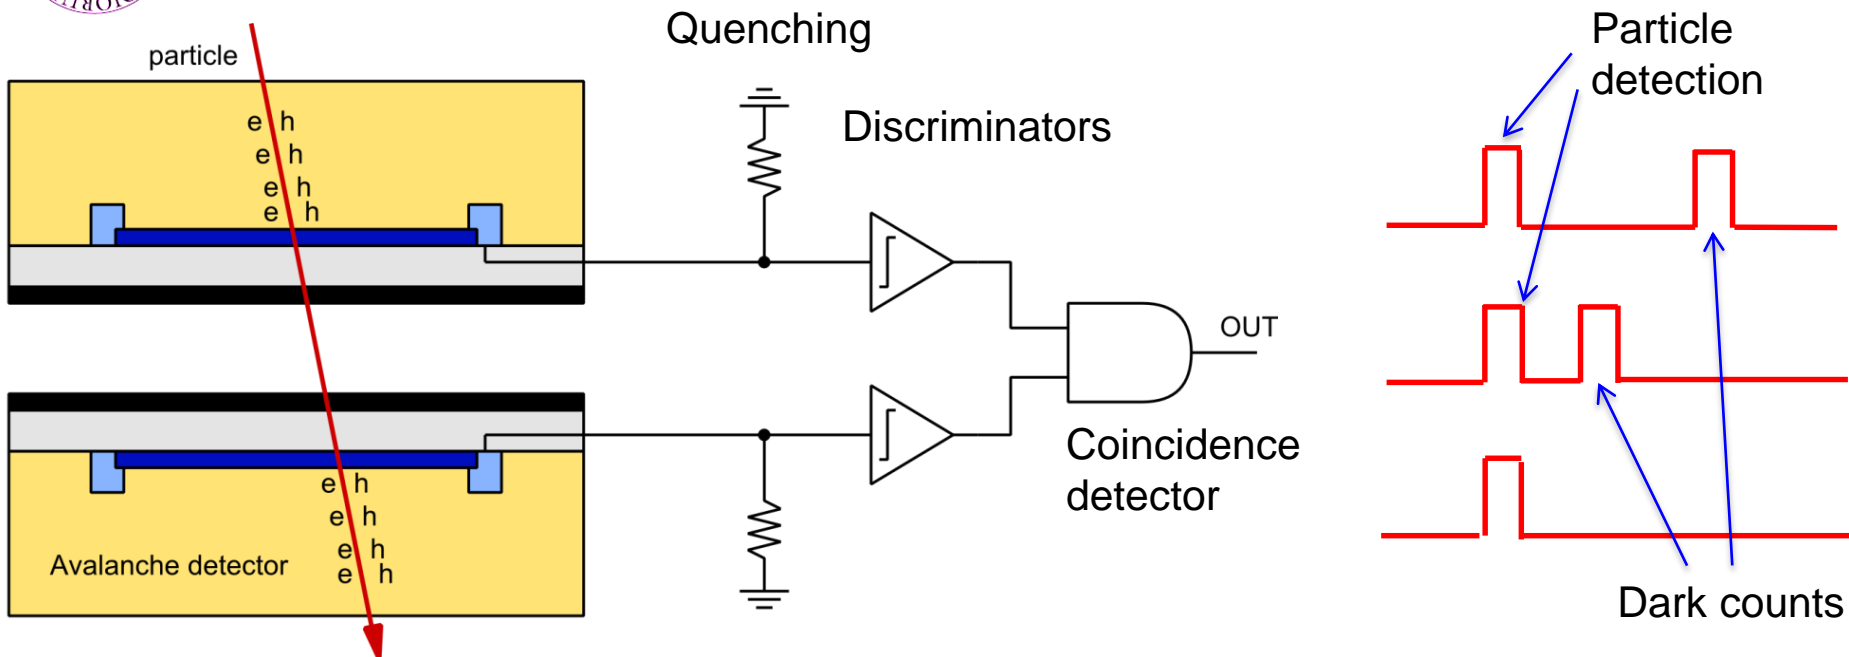 Quenching
Particle
detection
particle
Discriminators
e h
e h
e h
e h
OUT
Coincidence
detector
e h
e h
e h
e h
Avalanche detector
Dark counts